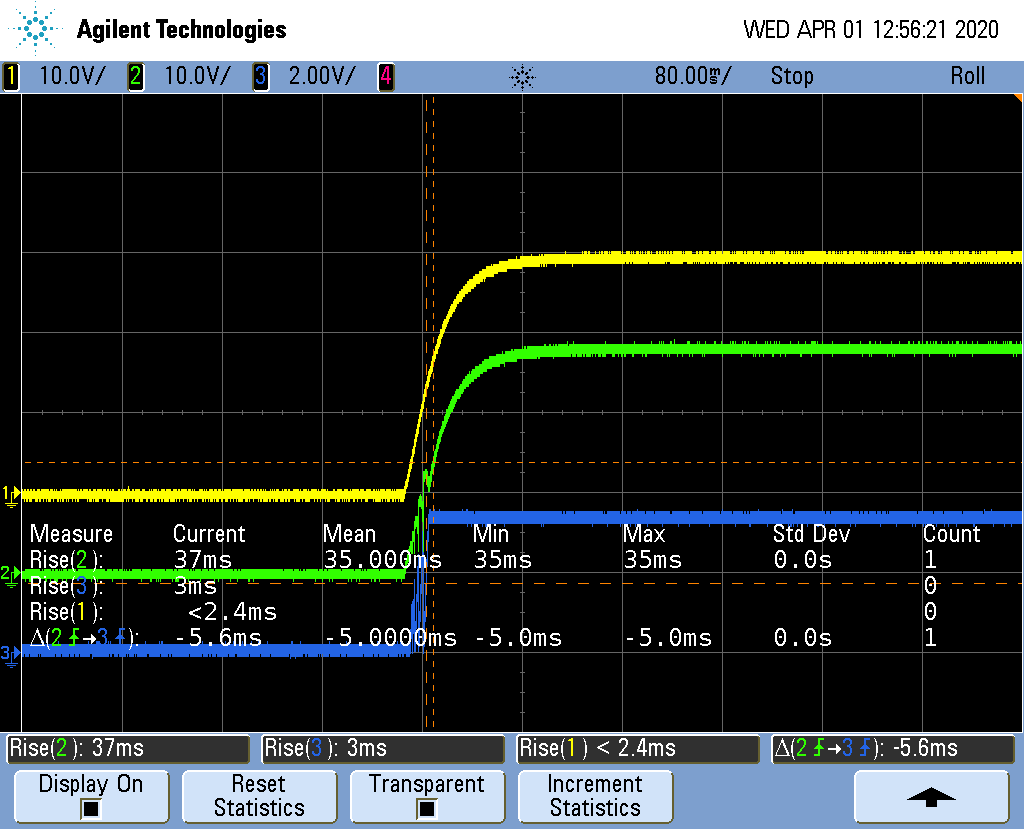 Agilent Technologies
WED APR 01 12:56:21 2020
1 10.0V/ 2 10.0V/ 3 2.00V/ 4 80.00ms/ Stop Roll
1
Measure Current Mean Min Max Std Dev Count
Rise(2): 37ms 35.000ms 35ms 35ms 0.0s 1
2
Rise(3): 3ms 0
Rise(1): <2.4ms 0
Δ(2→3): -5.6ms -5.0000ms -5.0ms -5.0ms 0.0s 1
3
Rise(2): 37ms Rise(3): 3ms Rise(1) < 2.4ms Δ(2→3): -5.6ms
Display On
Reset Statistics
Transparent
Increment Statistics